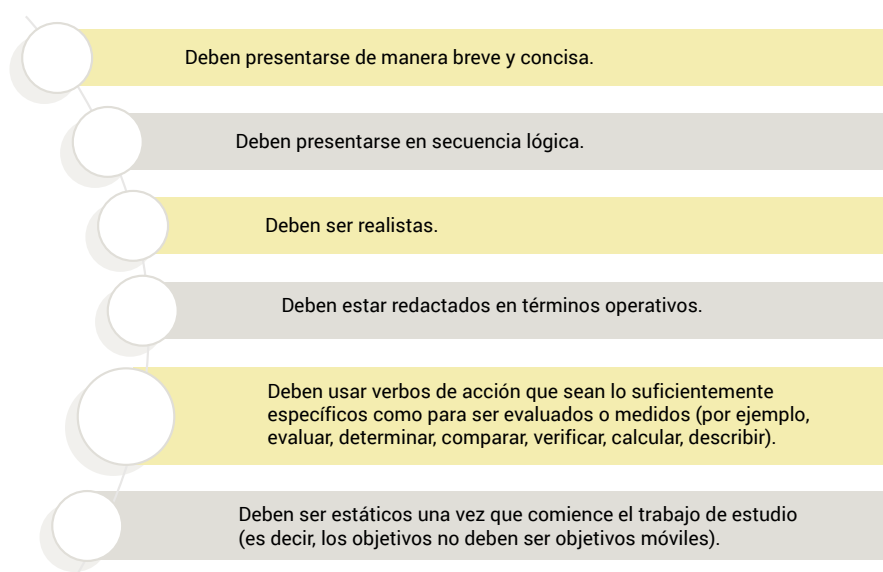 Deben presentarse de manera breve y concisa.
Deben presentarse en secuencia lógica.
Deben ser realistas.
Deben estar redactados en términos operativos.
Deben usar verbos de acción que sean lo suficientemente
específicos como para ser evaluados o medidos (por ejemplo,
evaluar, determinar, comparar, verificar, calcular, describir).
Deben ser estáticos una vez que comience el trabajo de estudio
(es decir, los objetivos no deben ser objetivos móviles).